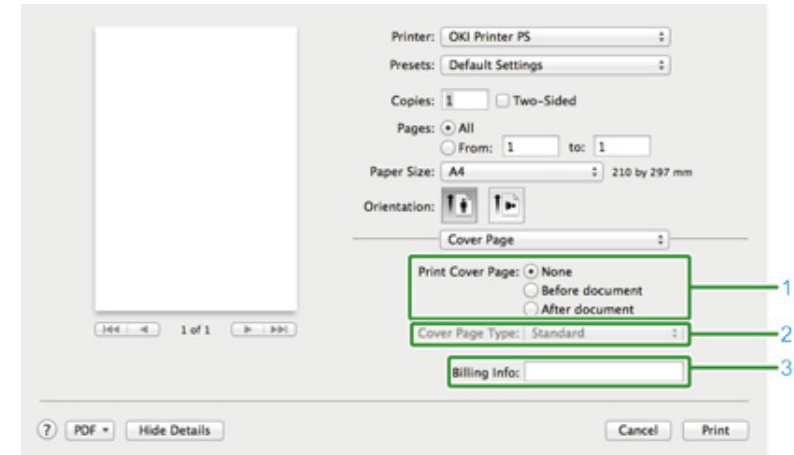 Printer: OKI Printer PS
Presets: Default Settings
Copies: 1 Two-Sided
Pages: All
From: 1 to: 1
Paper Size: A4 210 by 297 mm
Orientation:
Cover Page
Print Cover Page: None
Before document
After document
1
1 of 1
Cover Page Type: Standard
2
Billing Info:
3
? PDF Hide Details Cancel Print